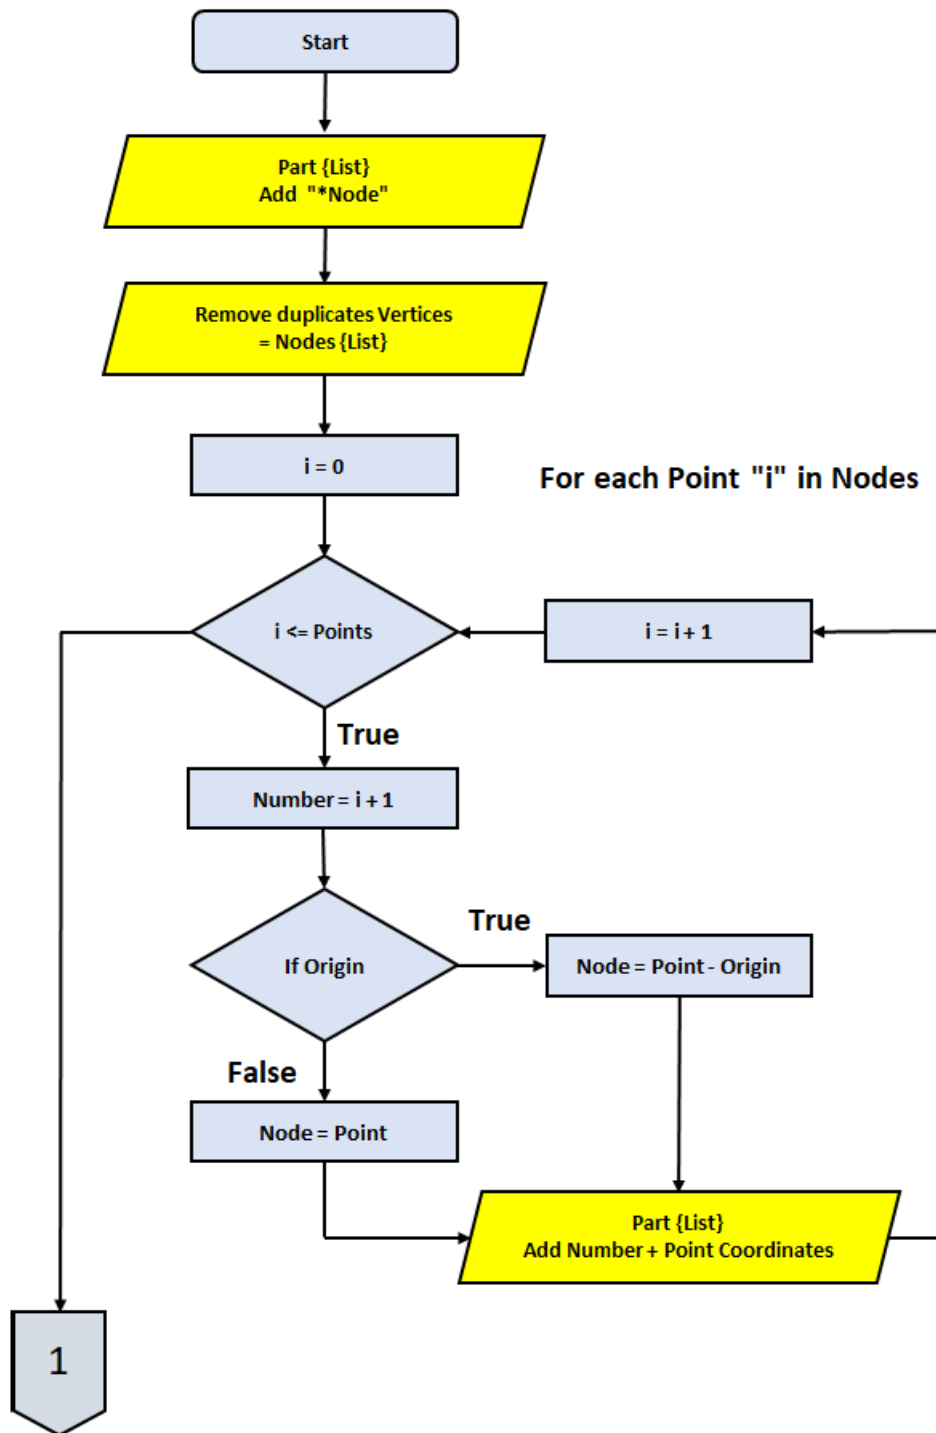 Start
Part {List}
Add "*Node"
Remove duplicates Vertices
= Nodes {List}
i = 0
For each Point "i" in Nodes
i <= Points
i = i + 1
True
Number = i + 1
If Origin
True
Node = Point - Origin
False
Node = Point
Part {List}
Add Number + Point Coordinates
1